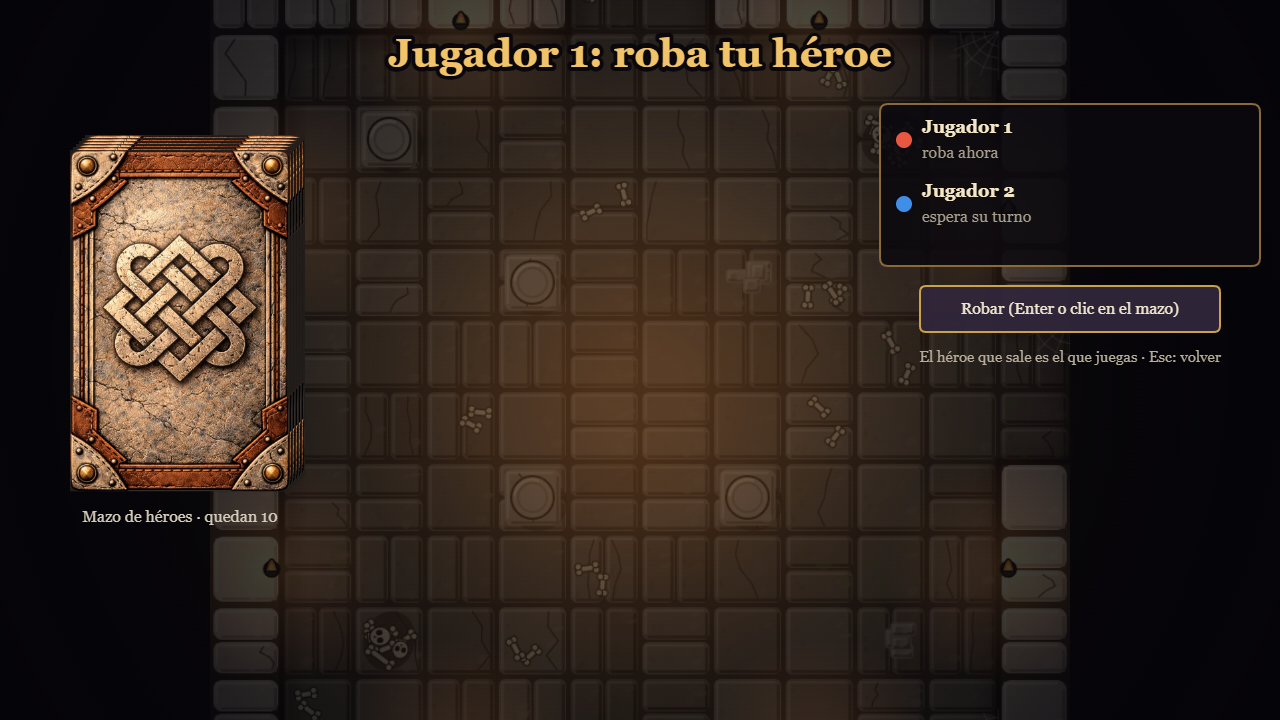 Jugador 1: roba tu héroe
Jugador 1
roba ahora
Jugador 2
espera su turno
Robar (Enter o clic en el mazo)
El héroe que sale es el que juegas · Esc: volver
Mazo de héroes · quedan 10